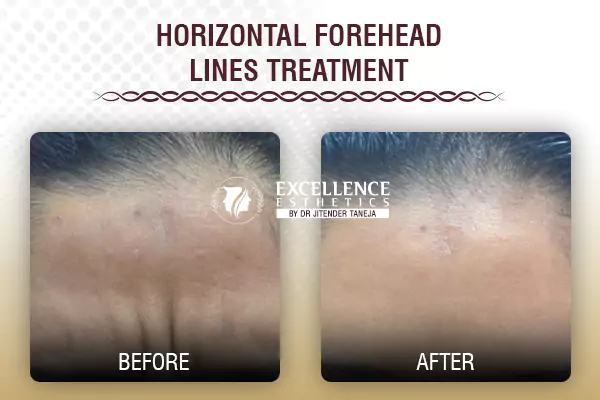 HORIZONTAL FOREHEAD
LINES TREATMENT
EXCELLENCE
ESTHETICS
BY DR JITENDER TANEJA
BEFORE
AFTER